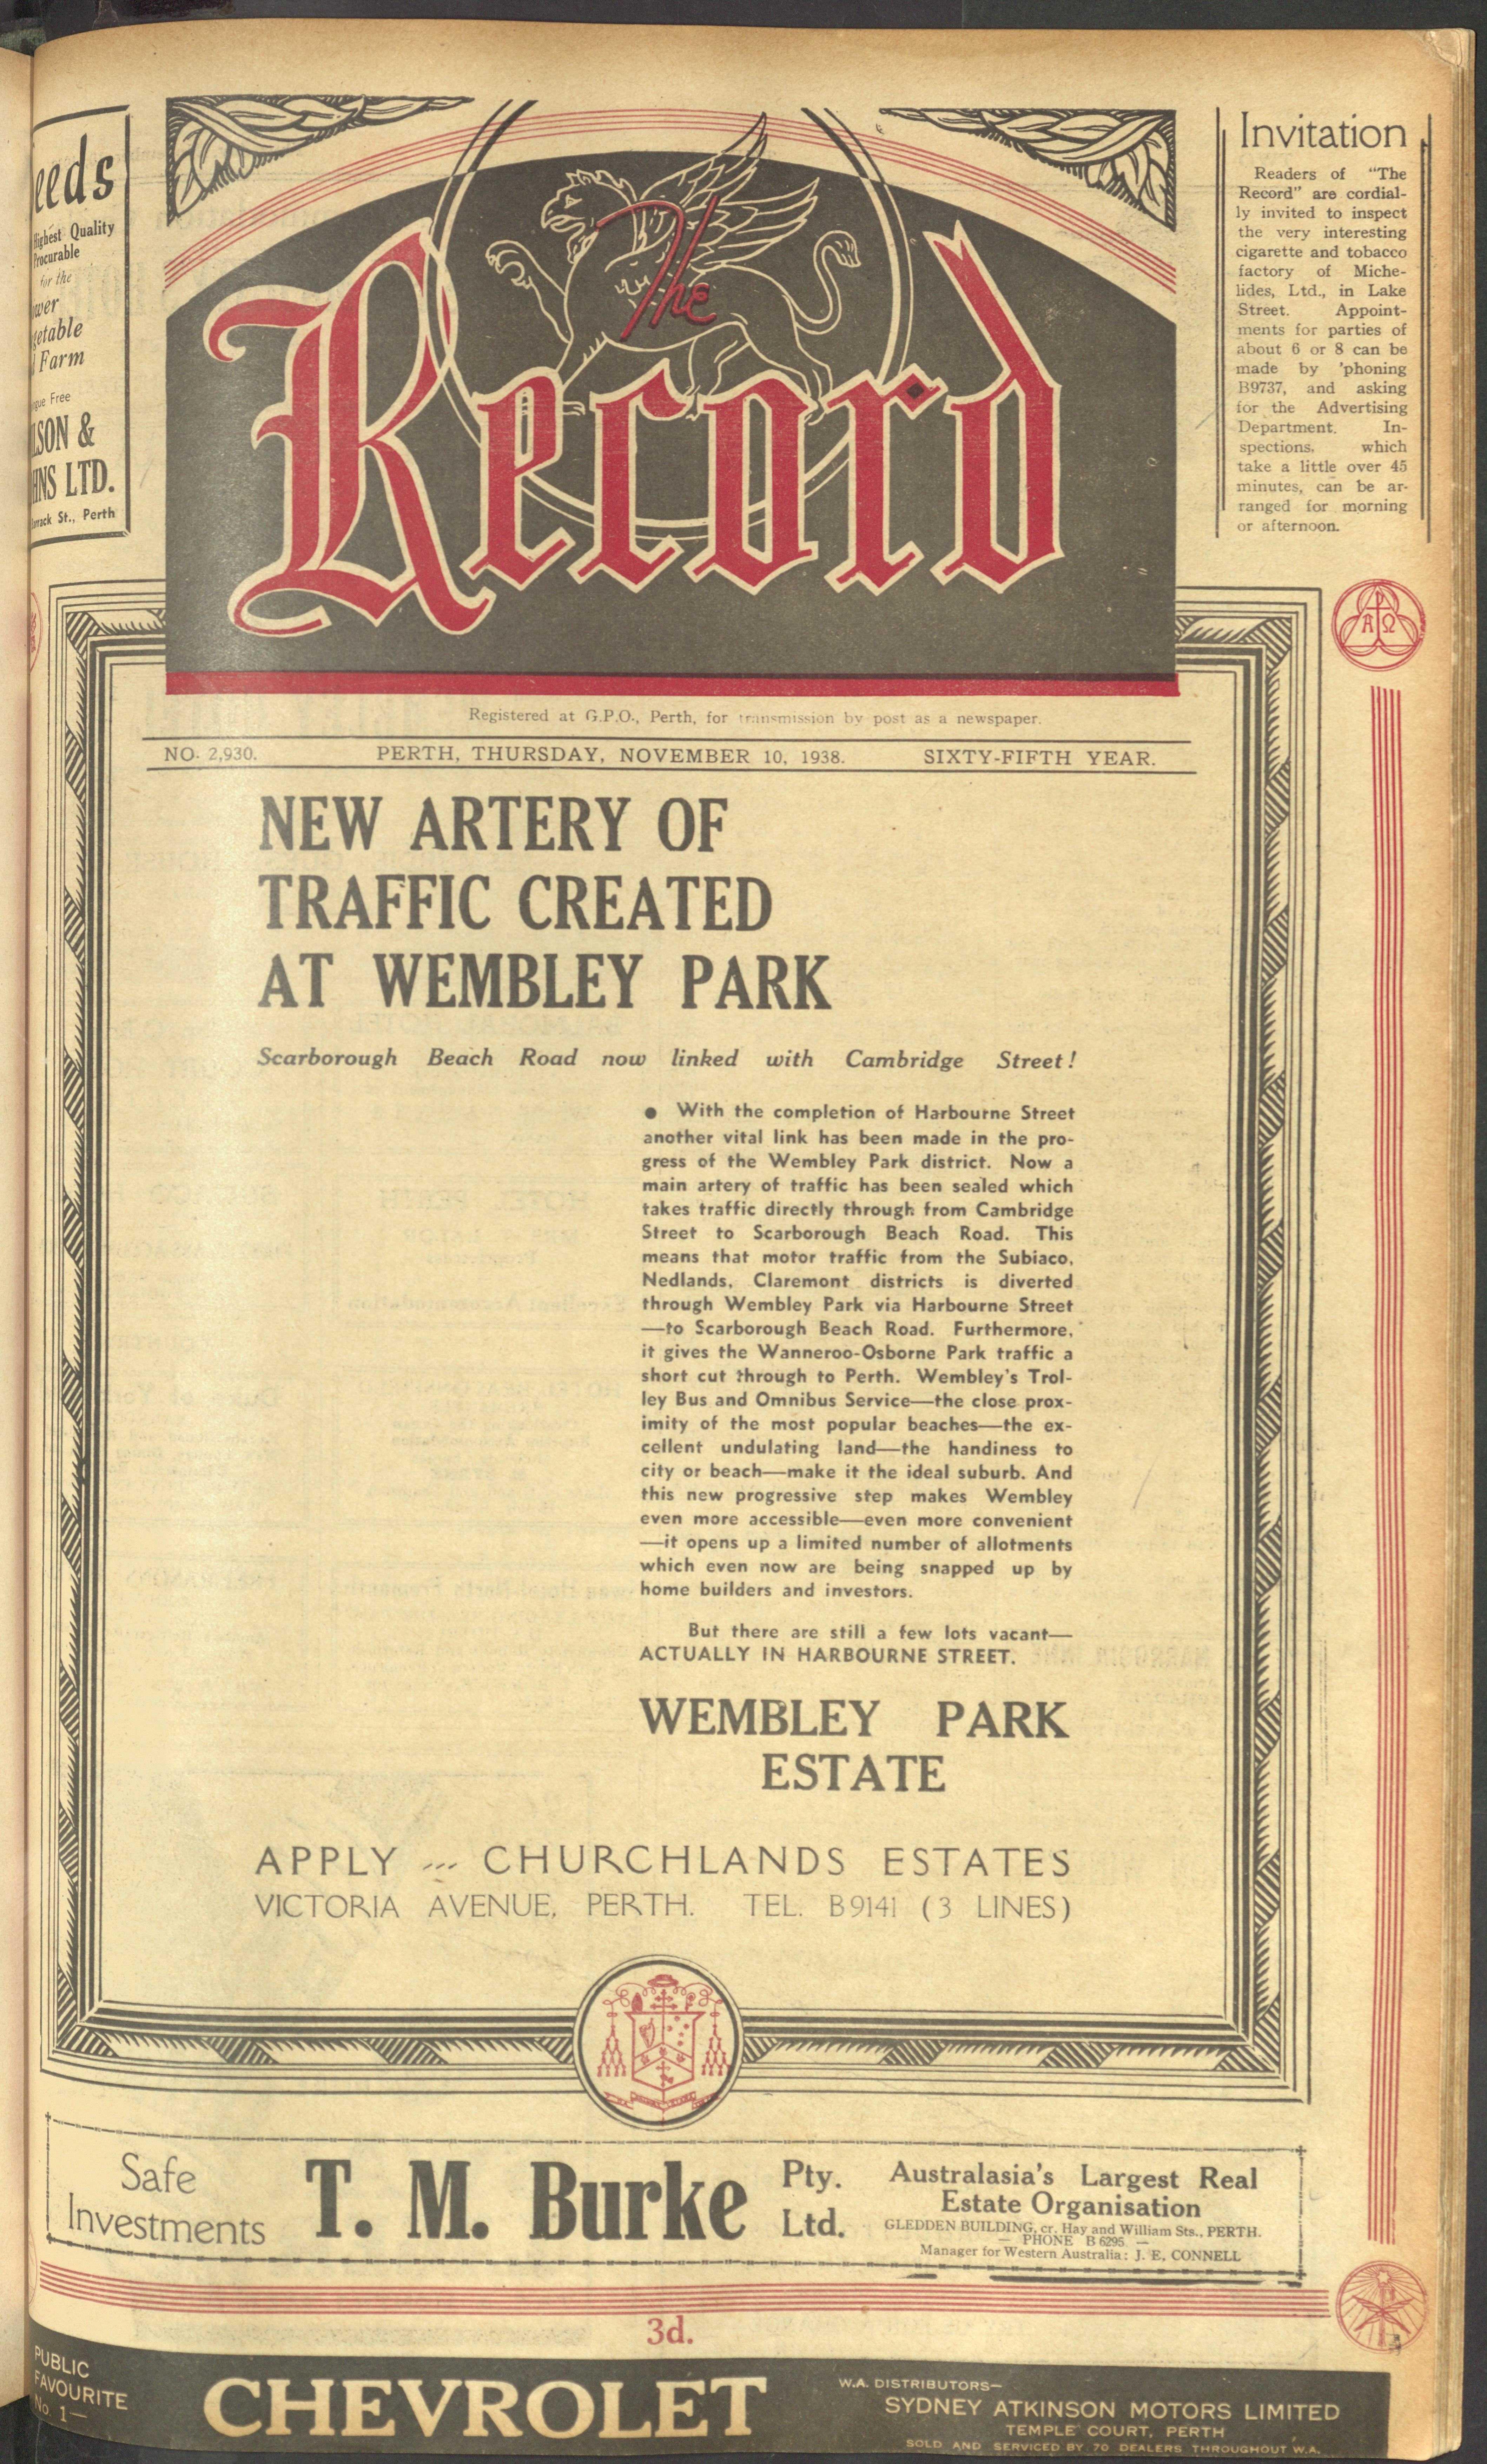 eeds
Highest Quality
Procurable
for the
getable
Farm
Free
LSON &
HNS LTD.
St., Perth
The
Record
Invitation
Readers of "The
Record" are cordial-
ly invited to inspect
the very interesting
cigarette and tobacco
factory of Miche-
lides, Ltd., in Lake
Street. Appoint-
ments for parties of
about 6 or 8 can be
made by 'phoning
B9737, and asking
for the Advertising
Department. In-
spections, which
take a little over 45
minutes, can be ar-
ranged for morning
or afternoon.
A Ω
Registered at G.P.O., Perth, for transmission by post as a newspaper.
NO. 2,930. PERTH, THURSDAY, NOVEMBER 10, 1938. SIXTY-FIFTH YEAR.
NEW ARTERY OF
TRAFFIC CREATED
AT WEMBLEY PARK
Scarborough Beach Road now linked with Cambridge Street!
• With the completion of Harbourne Street
another vital link has been made in the pro-
gress of the Wembley Park district. Now a
main artery of traffic has been sealed which
takes traffic directly through from Cambridge
Street to Scarborough Beach Road. This
means that motor traffic from the Subiaco,
Nedlands, Claremont districts is diverted
through Wembley Park via Harbourne Street
—to Scarborough Beach Road. Furthermore,
it gives the Wanneroo-Osborne Park traffic a
short cut through to Perth. Wembley's Trol-
ley Bus and Omnibus Service—the close prox-
imity of the most popular beaches—the ex-
cellent undulating land—the handiness to
city or beach—make it the ideal suburb. And
this new progressive step makes Wembley
even more accessible—even more convenient
—it opens up a limited number of allotments
which even now are being snapped up by
home builders and investors.
But there are still a few lots vacant—
ACTUALLY IN HARBOURNE STREET.
WEMBLEY PARK
ESTATE
APPLY --- CHURCHLANDS ESTATES
VICTORIA AVENUE, PERTH. TEL. B9141 (3 LINES)
Safe
Investments
T. M. Burke
Pty.
Ltd.
Australasia's Largest Real
Estate Organisation
GLEDDEN BUILDING, cr. Hay and William Sts., PERTH.
— PHONE B 6295 —
Manager for Western Australia: J. E. CONNELL
3d.
PUBLIC
FAVOURITE
No. 1—
CHEVROLET
W.A. DISTRIBUTORS—
SYDNEY ATKINSON MOTORS LIMITED
TEMPLE COURT, PERTH
SOLD AND SERVICED BY 70 DEALERS THROUGHOUT W.A.